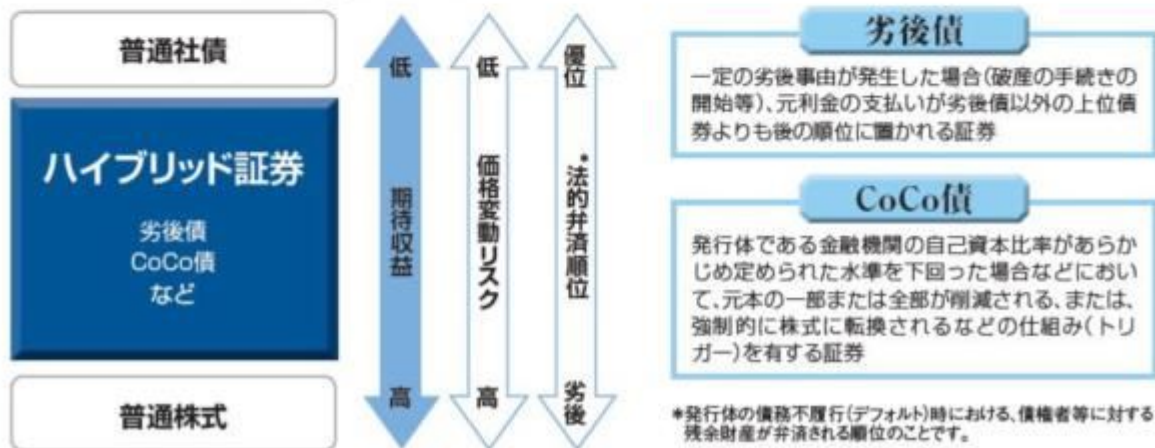 普通社債
ハイブリッド証券
劣後債
CoCo債
など
普通株式
低
期待収益
高
低
価格変動リスク
高
優位
*法的弁済順位
劣後
劣後債
一定の劣後事由が発生した場合(破産の手続きの
開始等)、元利金の支払いが劣後債以外の上位債
券よりも後の順位に置かれる証券
CoCo債
発行体である金融機関の自己資本比率があらか
じめ定められた水準を下回った場合などにおい
て、元本の一部または全部が削減される、または、
強制的に株式に転換されるなどの仕組み(トリ
ガー)を有する証券
*発行体の債務不履行(デフォルト)時における、債権者等に対する
残余財産が弁済される順位のことです。